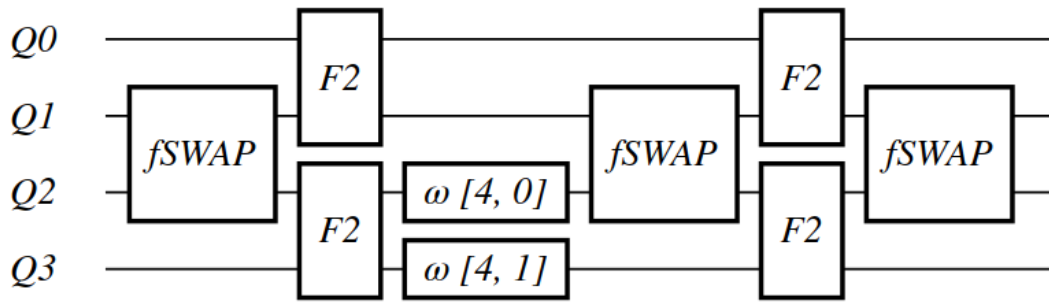 Q0
F2
F2
Q1
fSWAP
fSWAP
fSWAP
Q2
F2
ω [4, 0]
F2
Q3
ω [4, 1]